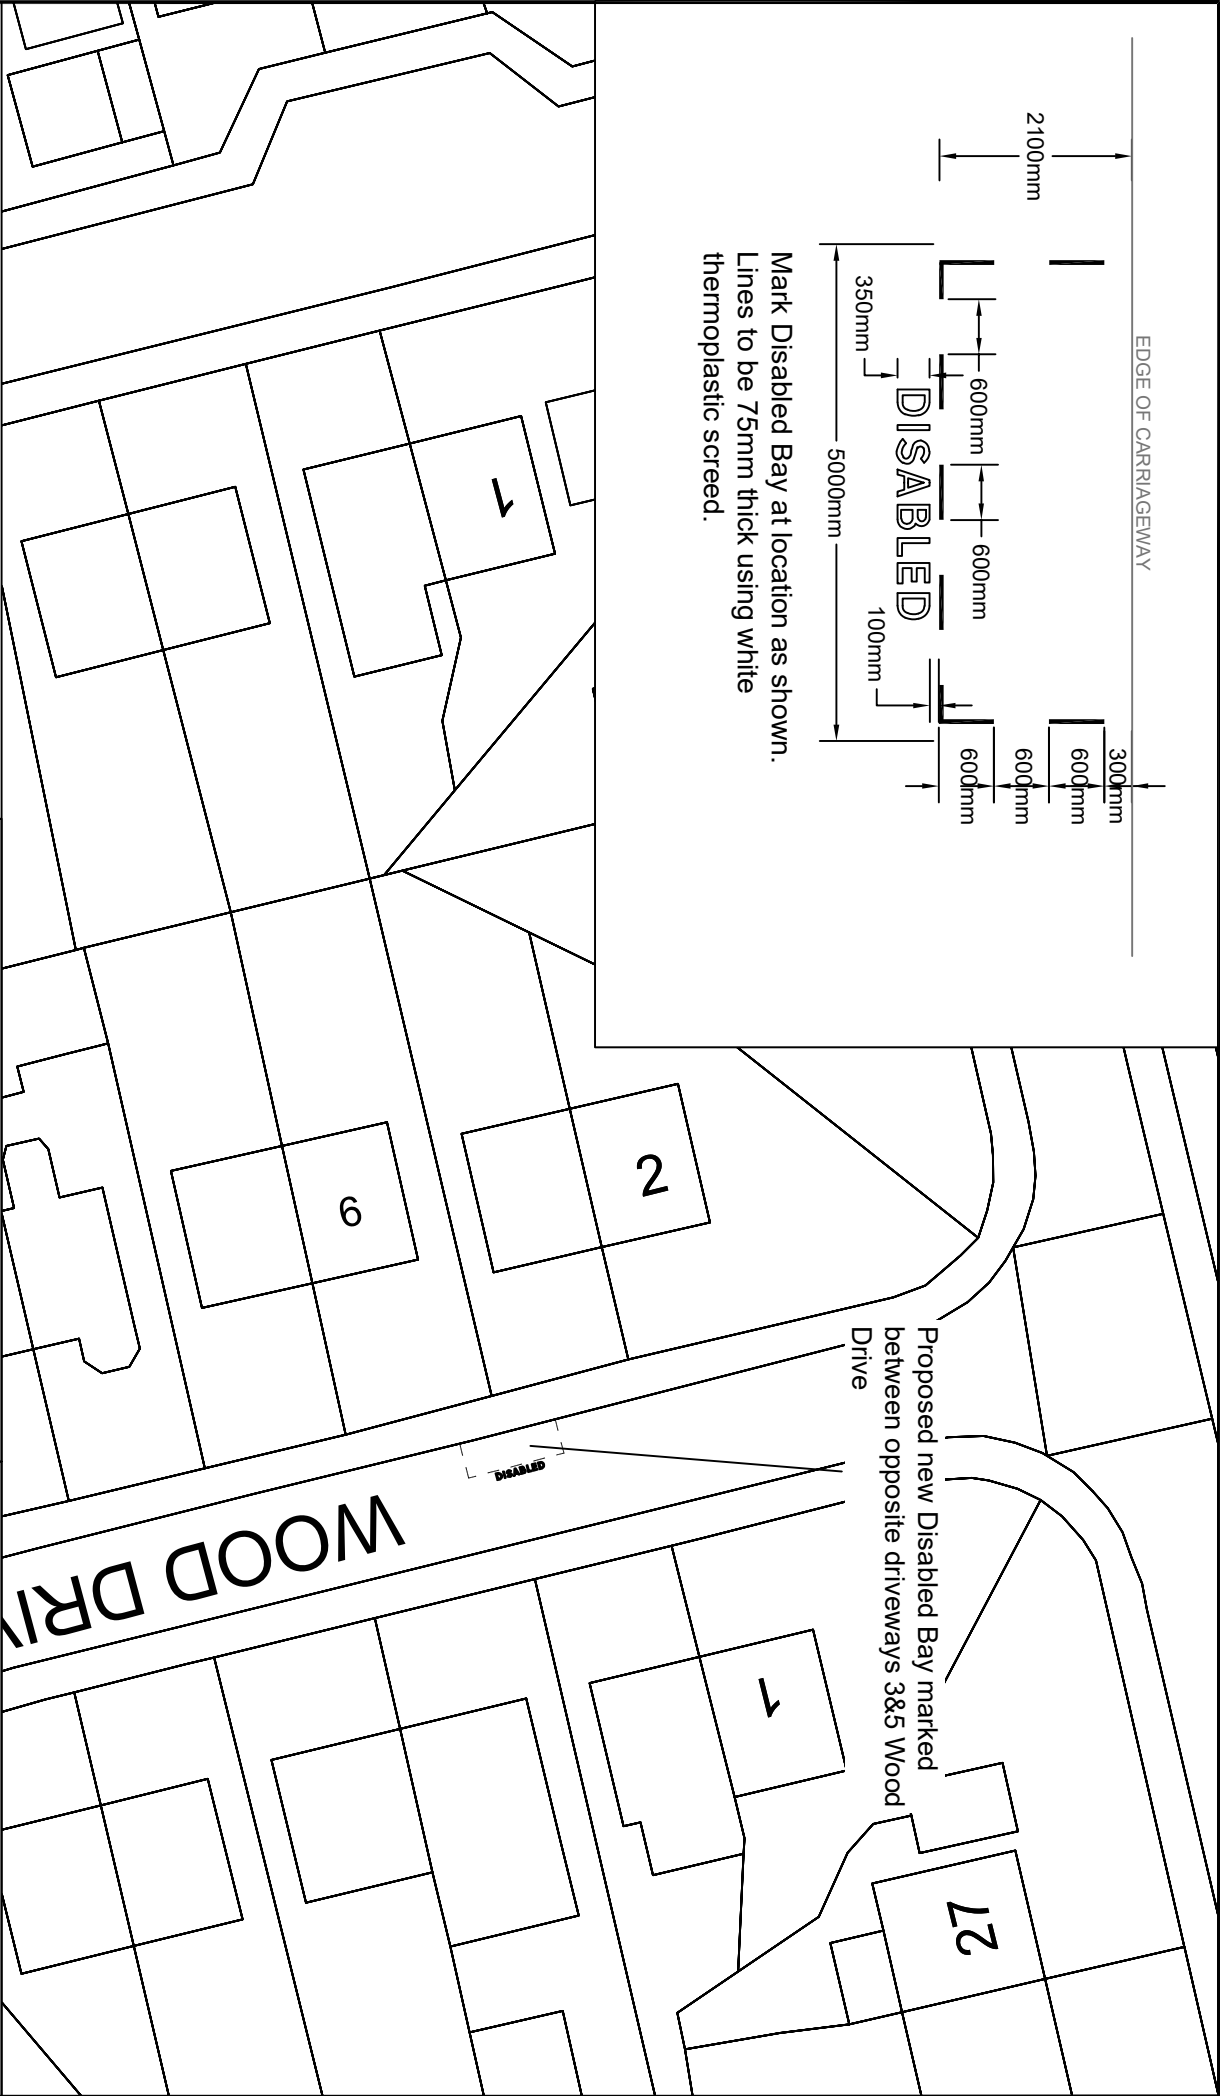 EDGE OF CARRIAGEWAY
2100mm
300mm
600mm
600mm
600mm
600mm
600mm
DISABLED
350mm
100mm
5000mm
Mark Disabled Bay at location as shown.
Lines to be 75mm thick using white
thermoplastic screed.
Proposed new Disabled Bay marked
between opposite driveways 3&5 Wood
Drive
DISABLED
WOOD DRIV
1
2
6
1
27